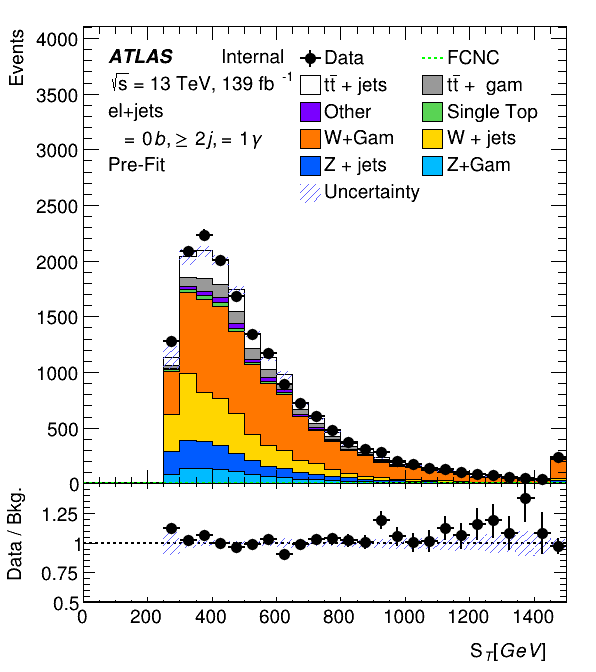 Events
4000
3500
3000
2500
2000
1500
1000
500
0
ATLAS Internal
√s = 13 TeV, 139 fb⁻¹
el+jets
= 0b, ≥ 2j, = 1γ
Pre-Fit
Data
FCNC
tt̄ + jets
tt̄ + gam
Other
Single Top
W+Gam
W + jets
Z + jets
Z+Gam
Uncertainty
Data / Bkg.
1.25
1
0.75
0.5
0 200 400 600 800 1000 1200 1400
S_T[GeV]